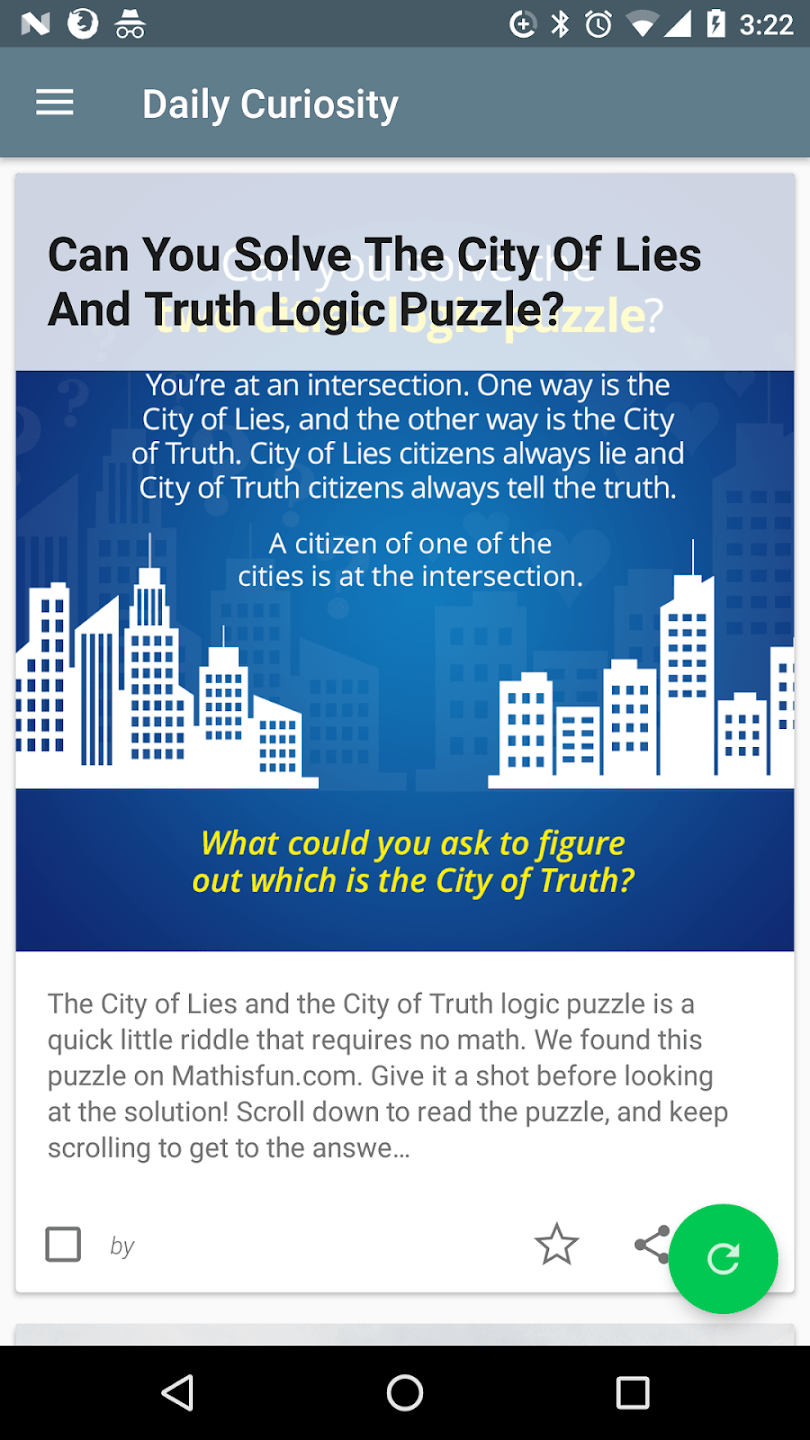 3:22
Daily Curiosity
Can You Solve The City Of Lies
And Truth Logic Puzzle?
Can you solve the
two cities logic puzzle?
You're at an intersection. One way is the
City of Lies, and the other way is the City
of Truth. City of Lies citizens always lie and
City of Truth citizens always tell the truth.
A citizen of one of the
cities is at the intersection.
What could you ask to figure
out which is the City of Truth?
The City of Lies and the City of Truth logic puzzle is a
quick little riddle that requires no math. We found this
puzzle on Mathisfun.com. Give it a shot before looking
at the solution! Scroll down to read the puzzle, and keep
scrolling to get to the answe…
by